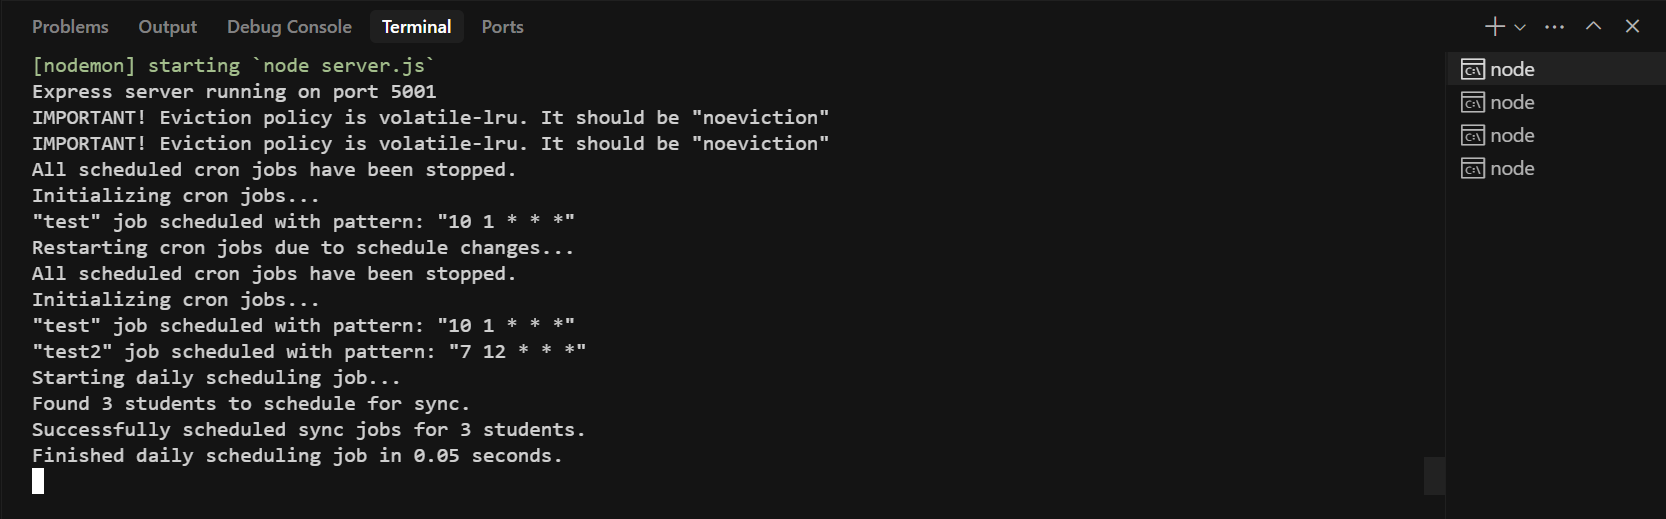 Problems Output Debug Console Terminal Ports
[nodemon] starting `node server.js`
Express server running on port 5001
IMPORTANT! Eviction policy is volatile-lru. It should be "noeviction"
IMPORTANT! Eviction policy is volatile-lru. It should be "noeviction"
All scheduled cron jobs have been stopped.
Initializing cron jobs...
"test" job scheduled with pattern: "10 1 * * *"
Restarting cron jobs due to schedule changes...
All scheduled cron jobs have been stopped.
Initializing cron jobs...
"test" job scheduled with pattern: "10 1 * * *"
"test2" job scheduled with pattern: "7 12 * * *"
Starting daily scheduling job...
Found 3 students to schedule for sync.
Successfully scheduled sync jobs for 3 students.
Finished daily scheduling job in 0.05 seconds.
node
node
node
node